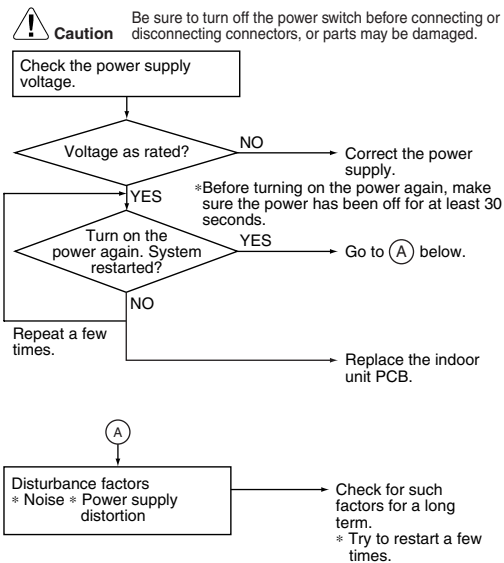 Caution
Be sure to turn off the power switch before connecting or
disconnecting connectors, or parts may be damaged.
Check the power supply
voltage.
Voltage as rated?
NO
Correct the power
supply.
YES
*Before turning on the power again, make
sure the power has been off for at least 30
seconds.
Turn on the
power again. System
restarted?
YES
Go to A below.
NO
Repeat a few
times.
Replace the indoor
unit PCB.
A
Disturbance factors
* Noise * Power supply
distortion
Check for such
factors for a long
term.
* Try to restart a few
times.